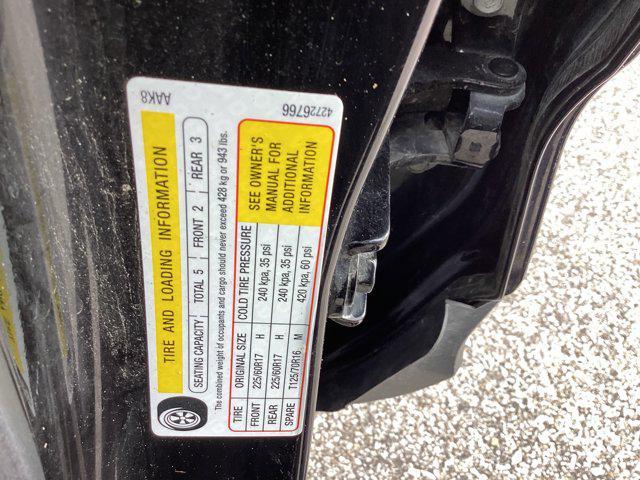 TIRE AND LOADING INFORMATION
SEATING CAPACITY TOTAL 5 FRONT 2 REAR 3
The combined weight of occupants and cargo should never exceed 428 kg or 943 lbs.
TIRE ORIGINAL SIZE COLD TIRE PRESSURE
FRONT 225/60R17 H 240 kpa, 35 psi
REAR 225/60R17 H 240 kpa, 35 psi
SPARE T125/70R16 M 420 kpa, 60 psi
SEE OWNER'S
MANUAL FOR
ADDITIONAL
INFORMATION
AAK8
42726766